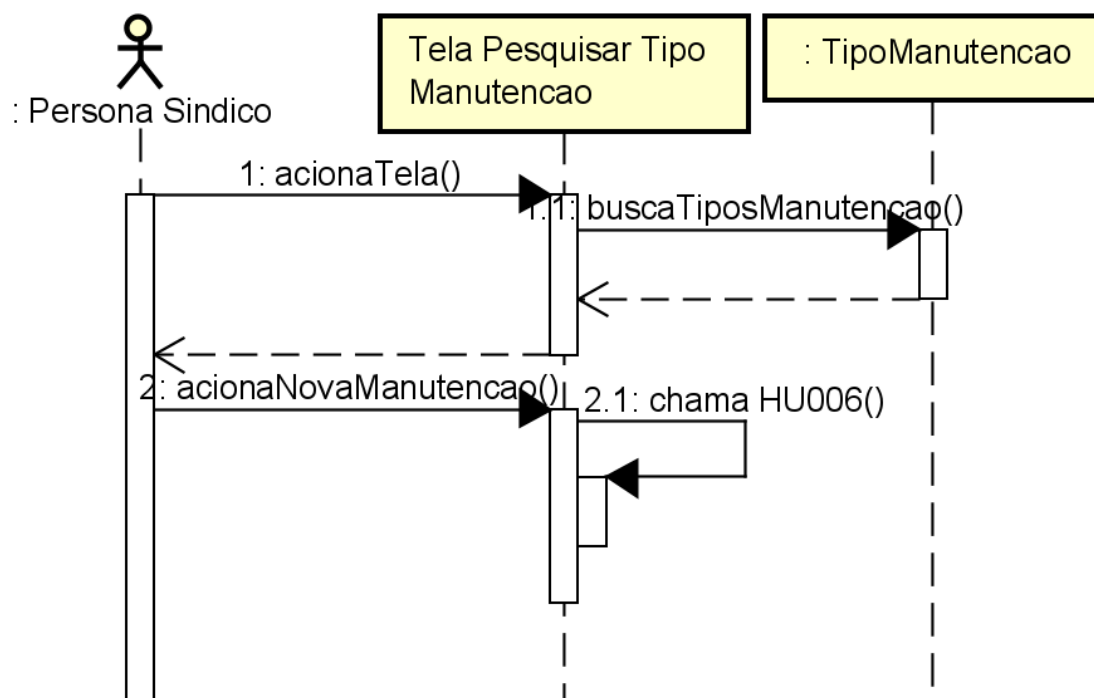 Tela Pesquisar Tipo
Manutencao
: TipoManutencao
: Persona Sindico
1: acionaTela()
1.1: buscaTiposManutencao()
2: acionaNovaManutencao()
2.1: chama HU006()